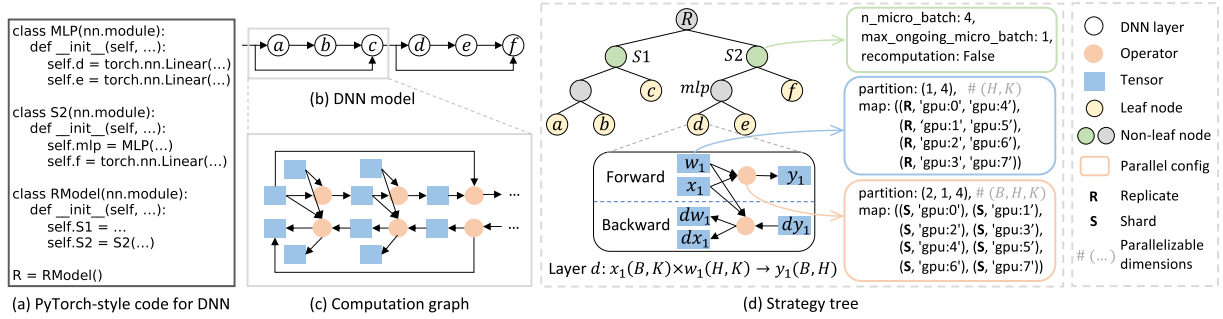 class MLP(nn.module):
def __init__(self, …):
self.d = torch.nn.Linear(…)
self.e = torch.nn.Linear(…)
class S2(nn.module):
def __init__(self, …):
self.mlp = MLP(…)
self.f = torch.nn.Linear(…)
class RModel(nn.module):
def __init__(self, …):
self.S1 = …
self.S2 = S2(…)
R = RModel()
(a) PyTorch-style code for DNN
a b c d e f
(b) DNN model
...
...
(c) Computation graph
R
S1
S2
c
mlp
f
a b d e
Forward
w₁
x₁
y₁
Backward
dw₁
dx₁
dy₁
Layer d: x₁(B, K)×w₁(H, K) → y₁(B, H)
n_micro_batch: 4,
max_ongoing_micro_batch: 1,
recomputation: False
partition: (1, 4), # (H, K)
map: ((R, 'gpu:0', 'gpu:4'),
(R, 'gpu:1', 'gpu:5'),
(R, 'gpu:2', 'gpu:6'),
(R, 'gpu:3', 'gpu:7'))
partition: (2, 1, 4), # (B, H, K)
map: ((S, 'gpu:0'), (S, 'gpu:1'),
(S, 'gpu:2'), (S, 'gpu:3'),
(S, 'gpu:4'), (S, 'gpu:5'),
(S, 'gpu:6'), (S, 'gpu:7'))
(d) Strategy tree
DNN layer
Operator
Tensor
Leaf node
Non-leaf node
Parallel config
R Replicate
S Shard
# (...) Parallelizable
dimensions